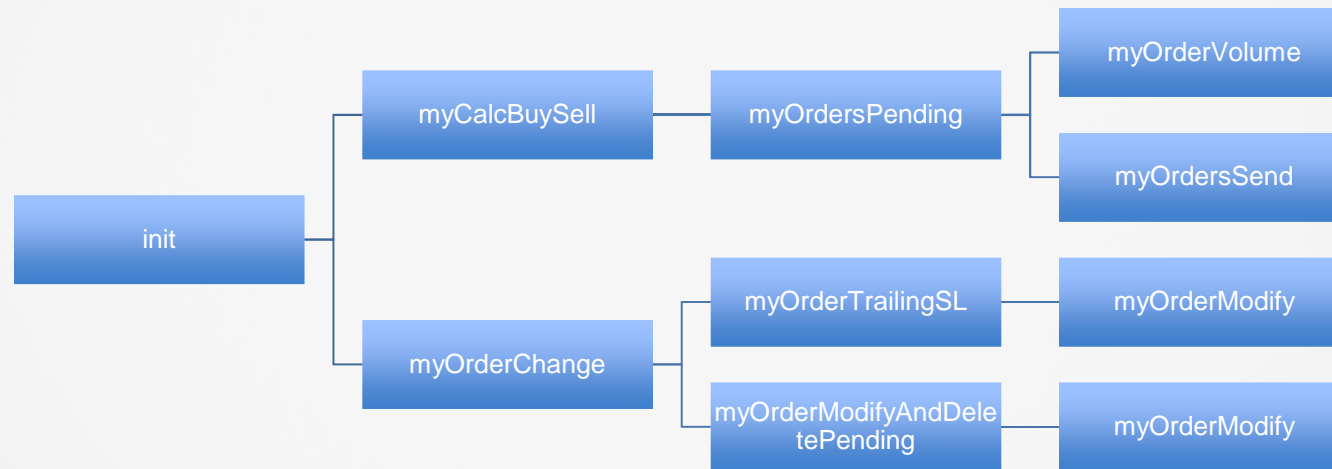 init
myCalcBuySell
myOrdersPending
myOrderVolume
myOrdersSend
myOrderChange
myOrderTrailingSL
myOrderModify
myOrderModifyAndDele
tePending
myOrderModify